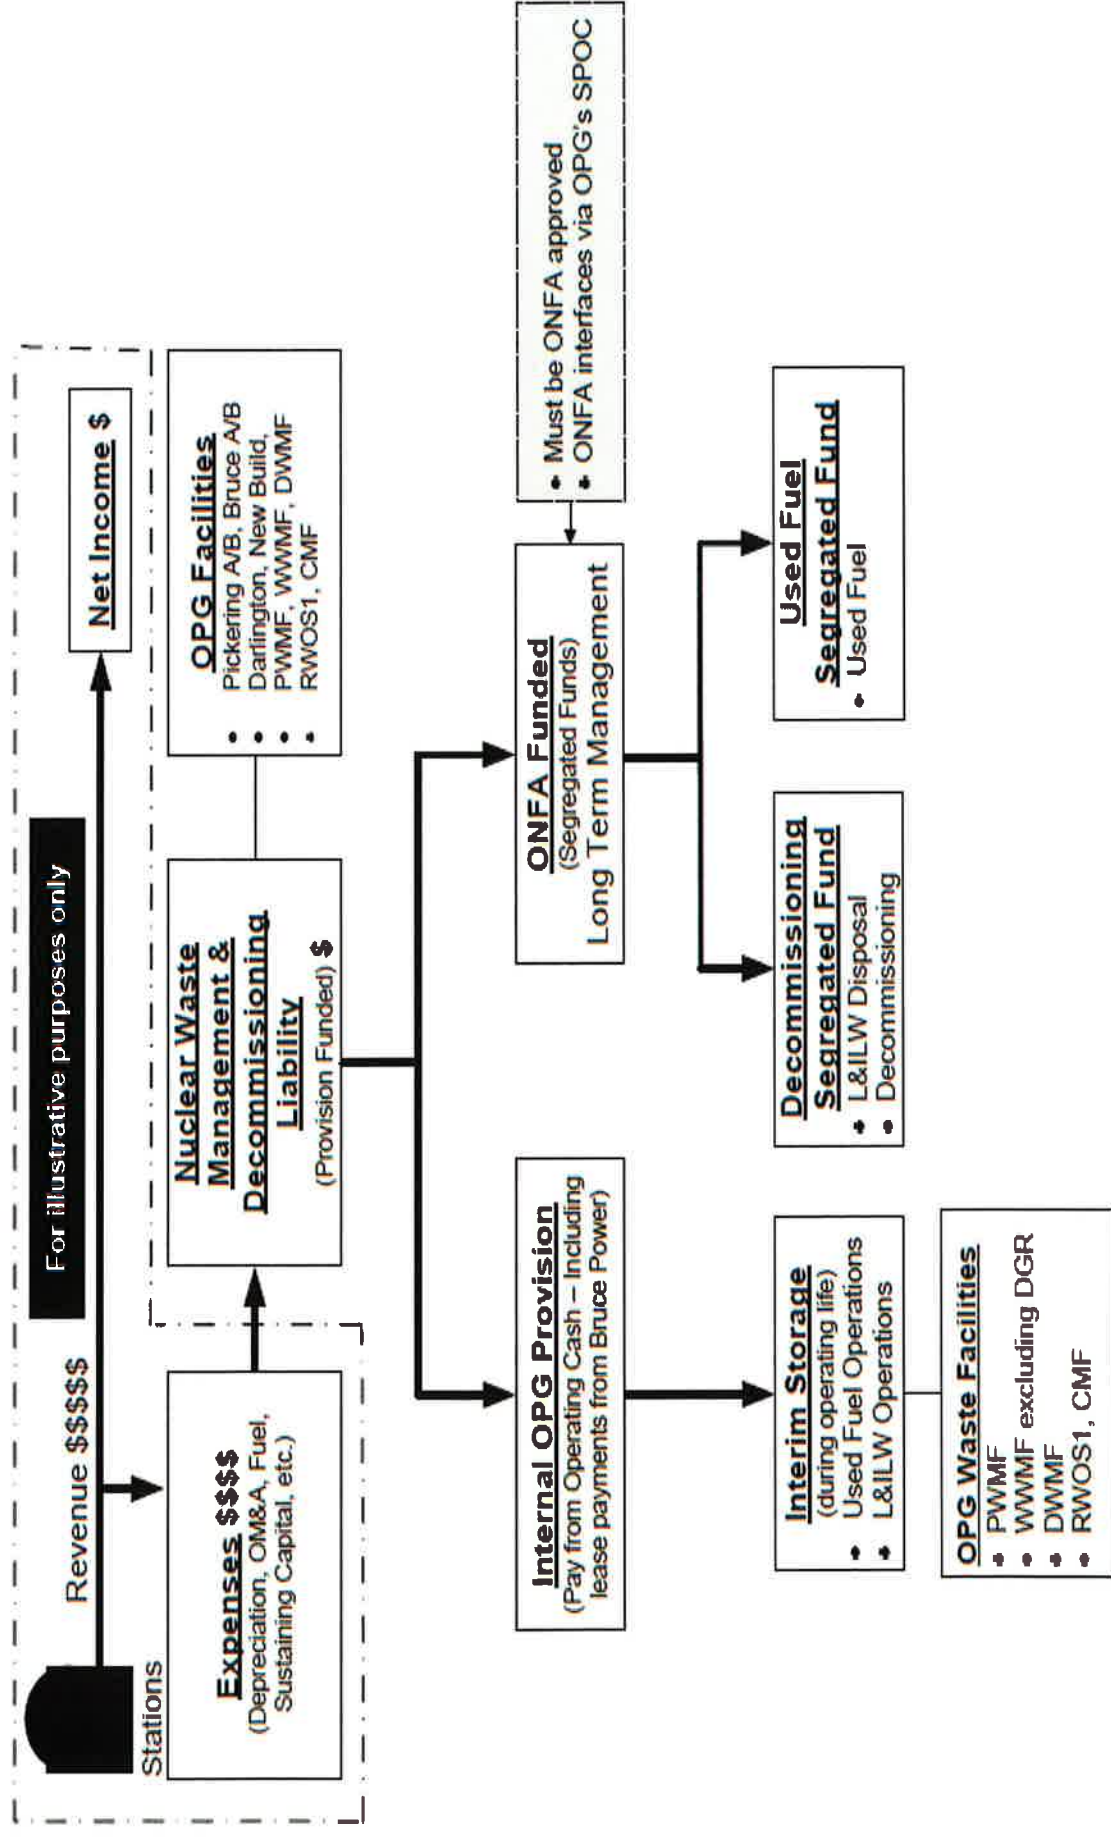 For illustrative purposes only
Revenue $$$$$
Net Income $
Stations
Expenses $$$$
(Depreciation, OM&A, Fuel,
Sustaining Capital, etc.)
Nuclear Waste
Management &
Decommissioning
Liability
(Provision Funded) $
OPG Facilities
• Pickering A/B, Bruce A/B
• Darlington, New Build,
• PWMF, WWMF, DWMF
• RWOS1, CMF
Internal OPG Provision
(Pay from Operating Cash – Including
lease payments from Bruce Power)
ONFA Funded
(Segregated Funds)
Long Term Management
• Must be ONFA approved
• ONFA interfaces via OPG's SPOC
Interim Storage
(during operating life)
• Used Fuel Operations
• L&ILW Operations
Decommissioning
Segregated Fund
• L&ILW Disposal
• Decommissioning
Used Fuel
Segregated Fund
• Used Fuel
OPG Waste Facilities
• PWMF
• WWMF excluding DGR
• DWMF
• RWOS1, CMF